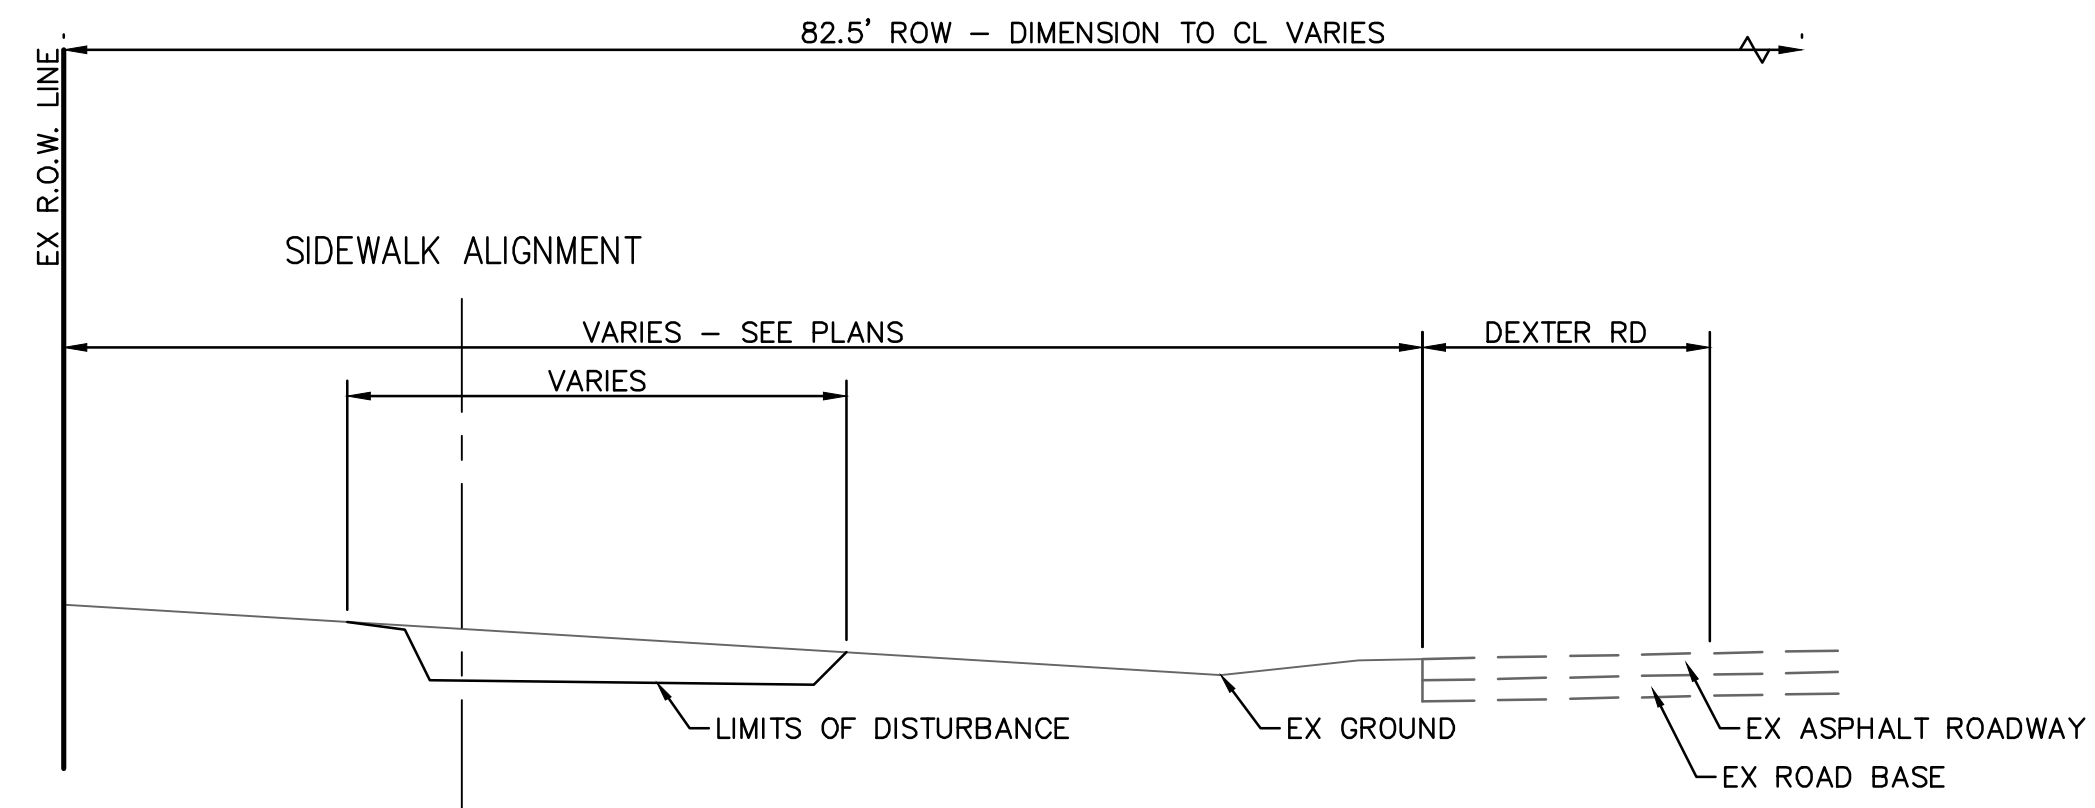 82.5' ROW – DIMENSION TO CL VARIES
EX R.O.W. LINE
SIDEWALK ALIGNMENT
VARIES – SEE PLANS
DEXTER RD
VARIES
LIMITS OF DISTURBANCE
EX GROUND
EX ASPHALT ROADWAY
EX ROAD BASE